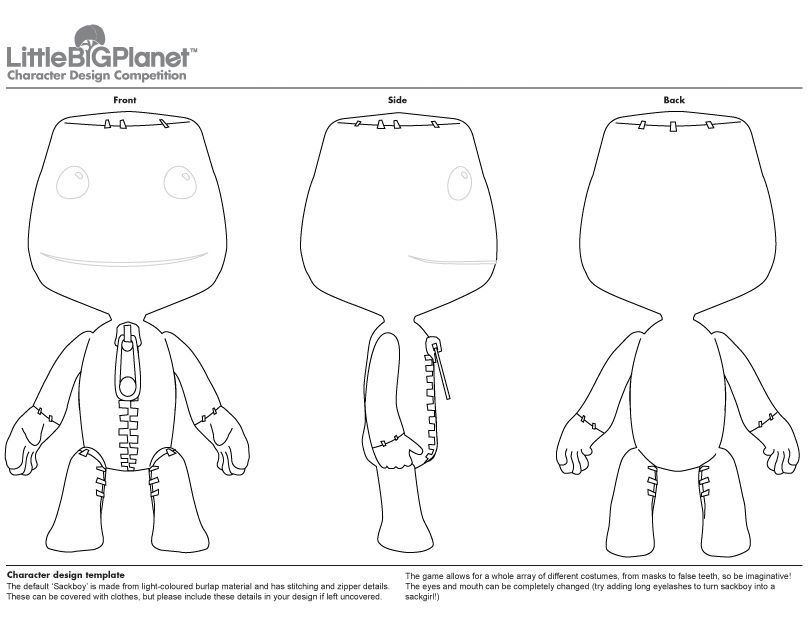 LittleBIGPlanet™
Character Design Competition
Front
Side
Back
Character design template
The default 'Sackboy' is made from light-coloured burlap material and has stitching and zipper details.
These can be covered with clothes, but please include these details in your design if left uncovered.
The game allows for a whole array of different costumes, from masks to false teeth, so be imaginative!
The eyes and mouth can be completely changed (try adding long eyelashes to turn sackboy into a
sackgirl!)